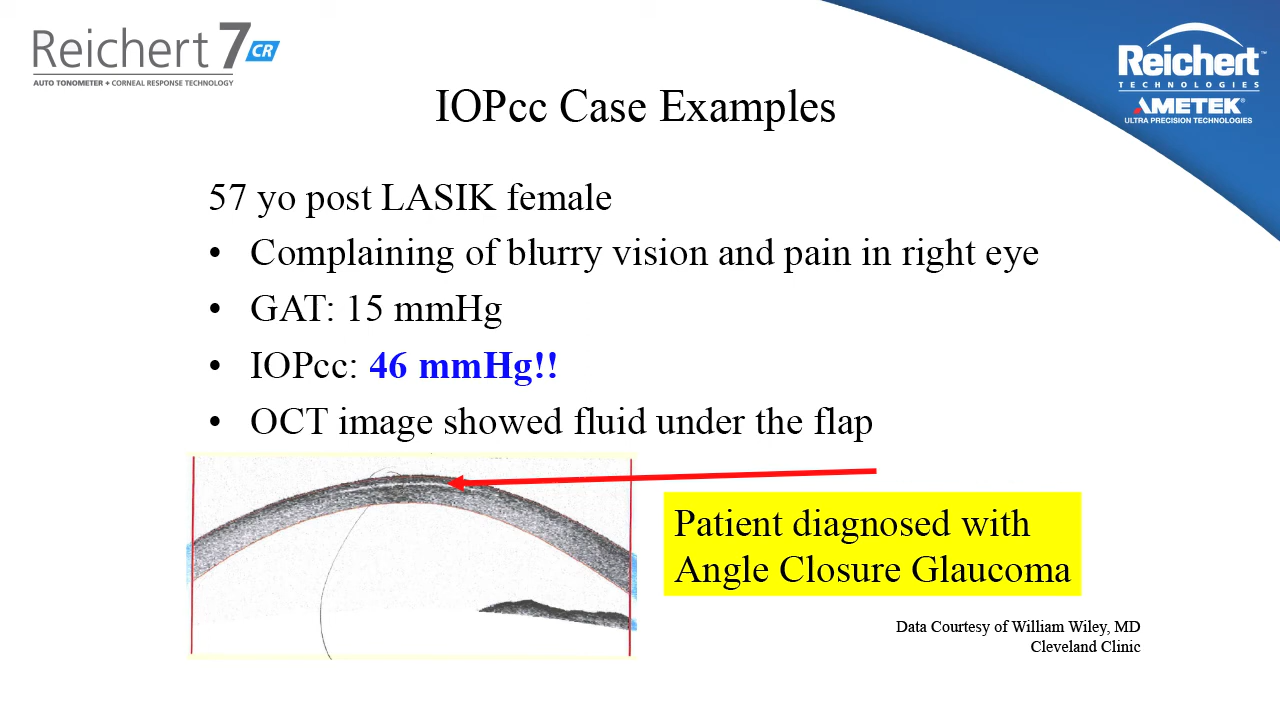 Reichert 7 CR
AUTO TONOMETER + CORNEAL RESPONSE TECHNOLOGY
Reichert™
TECHNOLOGIES
AMETEK®
ULTRA PRECISION TECHNOLOGIES
IOPcc Case Examples
57 yo post LASIK female
• Complaining of blurry vision and pain in right eye
• GAT: 15 mmHg
• IOPcc: 46 mmHg!!
• OCT image showed fluid under the flap
Patient diagnosed with
Angle Closure Glaucoma
Data Courtesy of William Wiley, MD
Cleveland Clinic